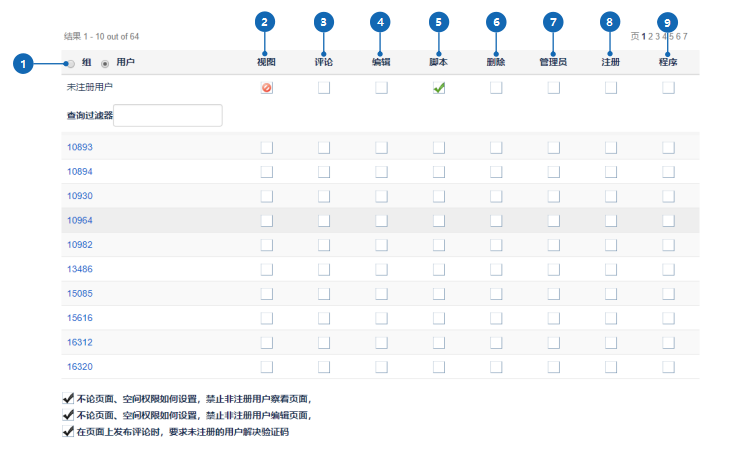 2 3 4 5 6 7 8 9
结果 1 - 10 out of 64 页 1 2 3 4 5 6 7
1 组 用户 视图 评论 编辑 脚本 删除 管理员 注册 程序
未注册用户
查询过滤器
10893
10894
10930
10964
10982
13486
15085
15616
16312
16320
不论页面、空间权限如何设置，禁止非注册用户察看页面，
不论页面、空间权限如何设置，禁止非注册用户编辑页面，
在页面上发布评论时，要求未注册的用户解决验证码